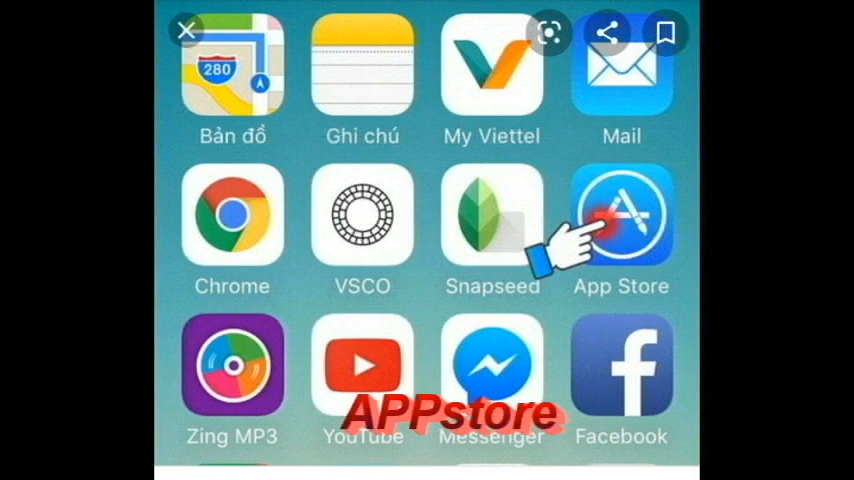 280
Bản đồ Ghi chú My Viettel Mail
Chrome VSCO Snapseed App Store
APPstore
Zing MP3 YouTube Messenger Facebook